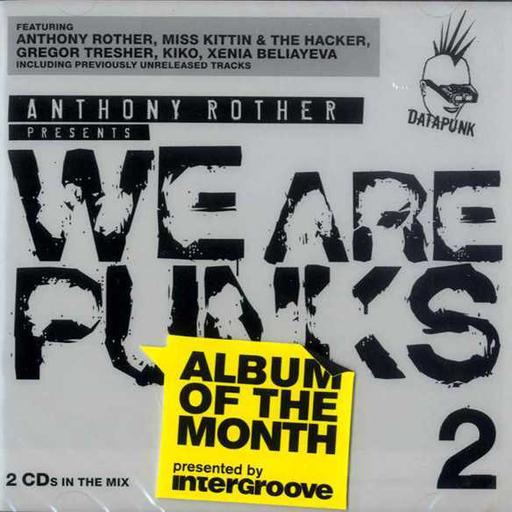 FEATURING
ANTHONY ROTHER, MISS KITTIN & THE HACKER,
GREGOR TRESHER, KIKO, XENIA BELIAYEVA
INCLUDING PREVIOUSLY UNRELEASED TRACKS
DATAPUNK
ANTHONY ROTHER
PRESENTS
WE ARE
PUNKS
2
ALBUM
OF THE
MONTH
presented by
intergroove
2 CDs IN THE MIX